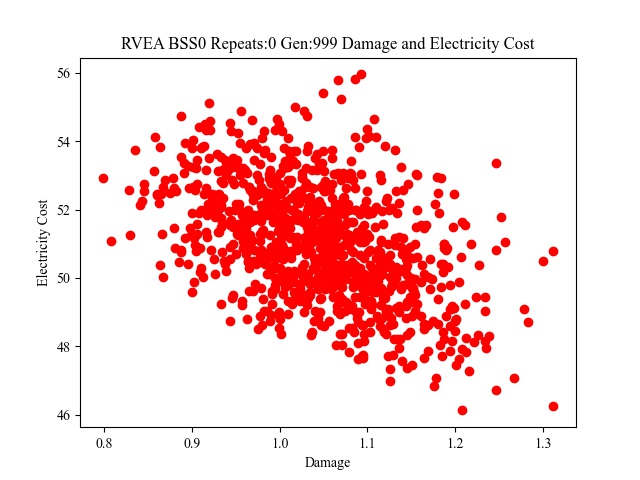 RVEA BSS0 Repeats:0 Gen:999 Damage and Electricity Cost
56
54
52
50
48
46
Electricity Cost
0.8 0.9 1.0 1.1 1.2 1.3
Damage